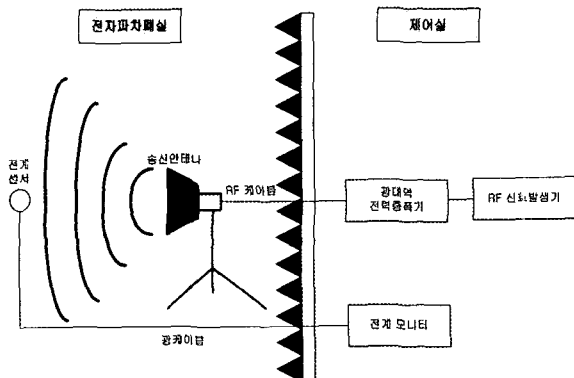 전자파차폐실
제어실
전계
센서
송신안테나
RF 케이블
광대역
전력증폭기
RF 신호발생기
전계 모니터
광케이블